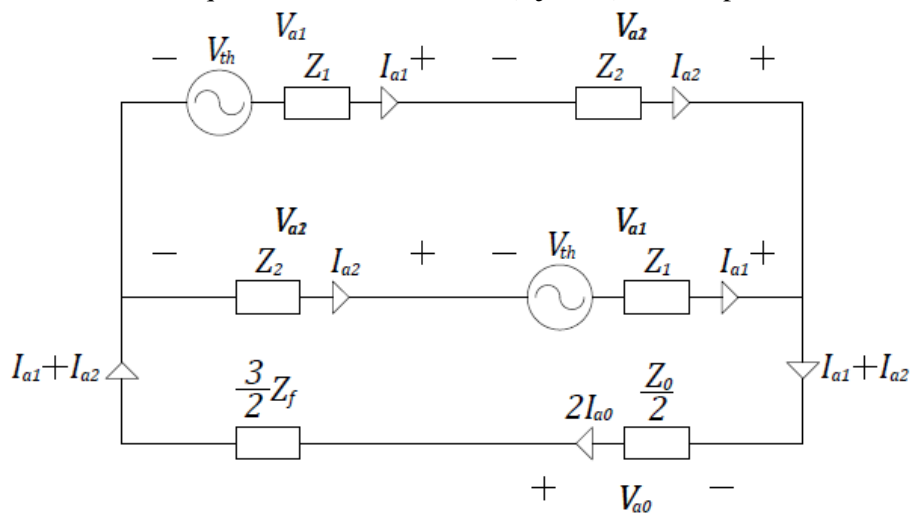 V_a1 V_a2
− V_th Z_1 I_a1 + − Z_2 I_a2 +
V_a2 V_a1
− Z_2 I_a2 + − V_th Z_1 I_a1 +
I_a1+I_a2 3/2 Z_f 2I_a0 Z_0/2 I_a1+I_a2
+ V_a0 −